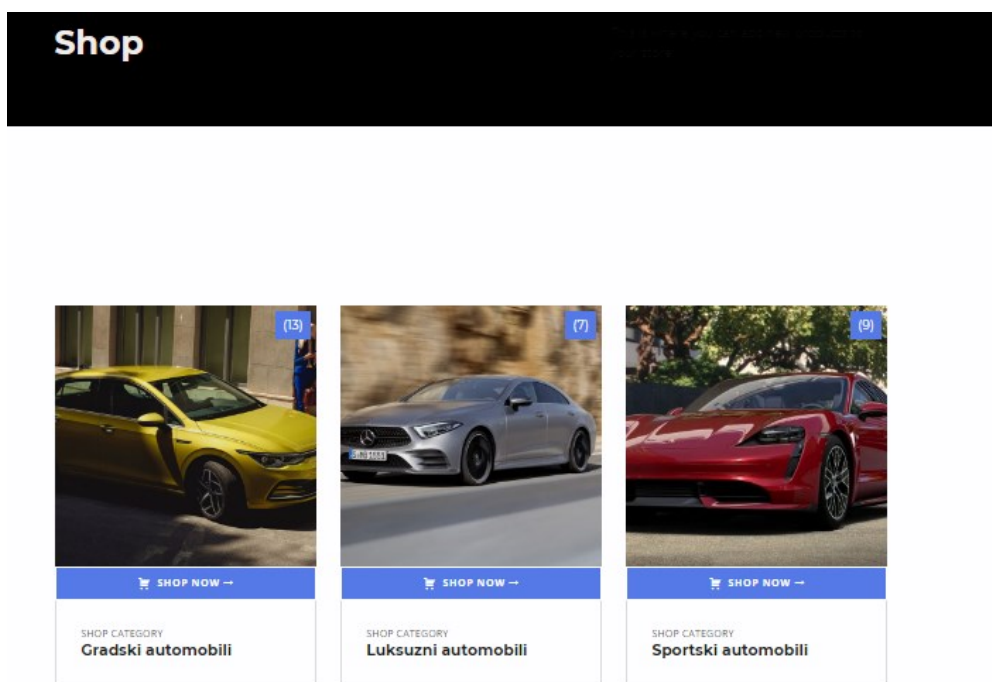 Shop
(13)
(7)
(9)
SHOP NOW →
SHOP NOW →
SHOP NOW →
SHOP CATEGORY
Gradski automobili
SHOP CATEGORY
Luksuzni automobili
SHOP CATEGORY
Sportski automobili